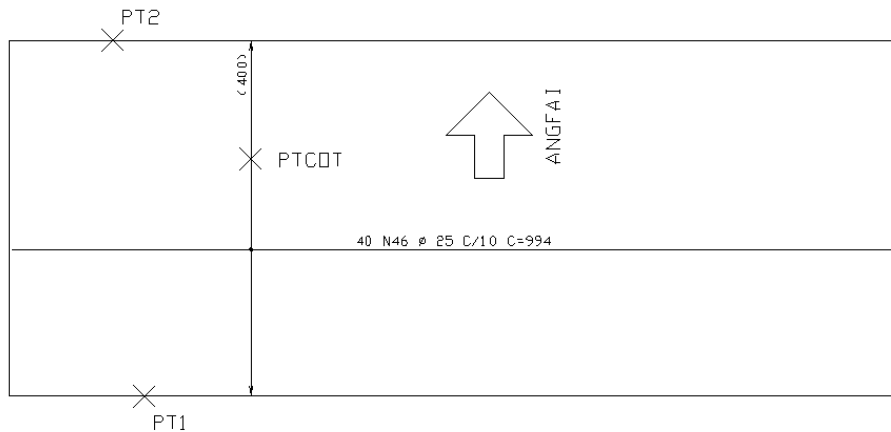 PT2
(400)
ANGFAI
PTCOT
40 N46 ø 25 C/10 C=994
PT1